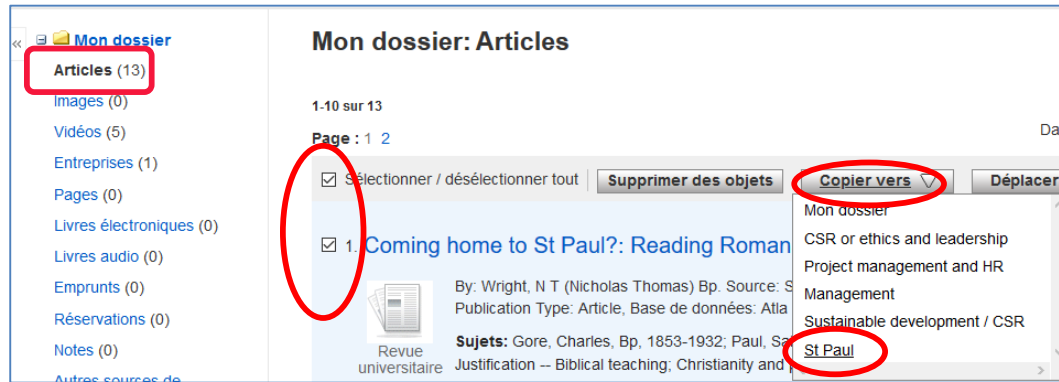 «
Mon dossier
Articles (13)
Images (0)
Vidéos (5)
Entreprises (1)
Pages (0)
Livres électroniques (0)
Livres audio (0)
Emprunts (0)
Réservations (0)
Notes (0)
Autres sources de
Mon dossier: Articles
1-10 sur 13
Page : 1 2
Sélectionner / désélectionner tout
Supprimer des objets
Copier vers
Déplacer
Mon dossier
CSR or ethics and leadership
Project management and HR
Management
Sustainable development / CSR
St Paul
1. Coming home to St Paul?: Reading Roman
By: Wright, N T (Nicholas Thomas) Bp. Source: S
Publication Type: Article, Base de données: Atla
Sujets: Gore, Charles, Bp, 1853-1932; Paul,
Justification -- Biblical teaching; Christianity and
Revue
universitaire